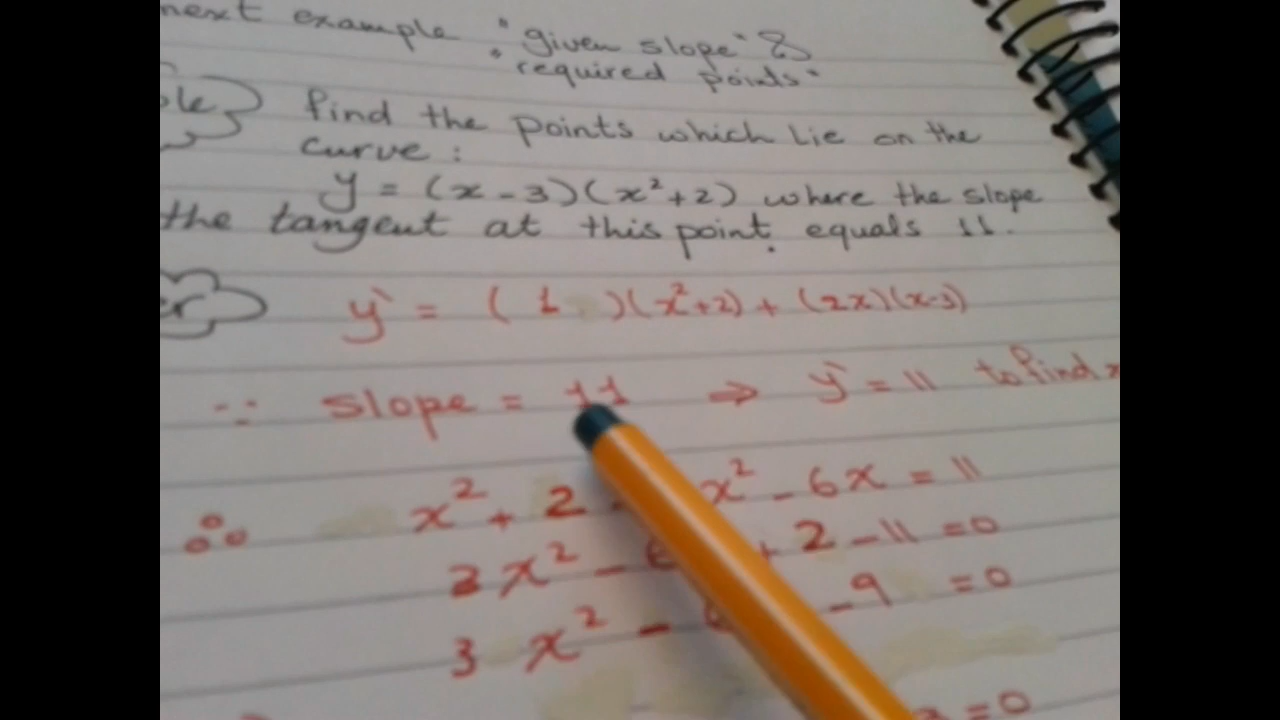 next example : "given slope" &
"required points"
Find the points which lie on the
curve :
y = (x - 3)(x²+2) where the slope
the tangent at this point equals 11.
y` = ( 1 )(x²+2) + (2x)(x-3)
∵ slope = 11 ⇒ y` = 11 to find x
∴ x² + 2 x² - 6x = 11
3x² - + 2 - 11 = 0
3 x² - - 9 = 0
= 0